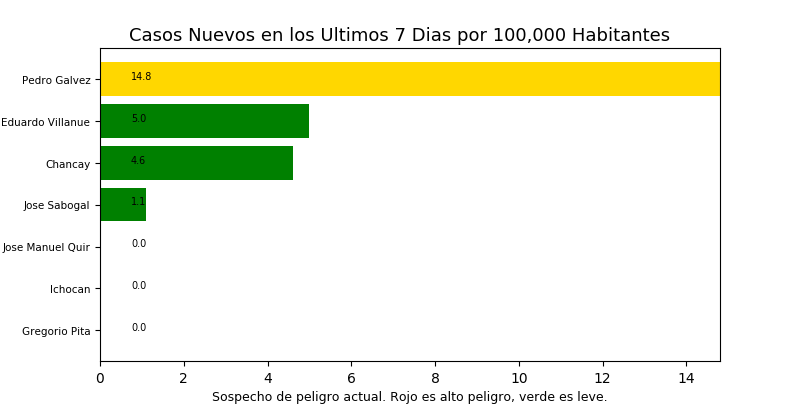 Casos Nuevos en los Ultimos 7 Dias por 100,000 Habitantes
Pedro Galvez 14.8
Eduardo Villanue 5.0
Chancay 4.6
Jose Sabogal 1.1
Jose Manuel Quir 0.0
Ichocan 0.0
Gregorio Pita 0.0
0 2 4 6 8 10 12 14
Sospecho de peligro actual. Rojo es alto peligro, verde es leve.